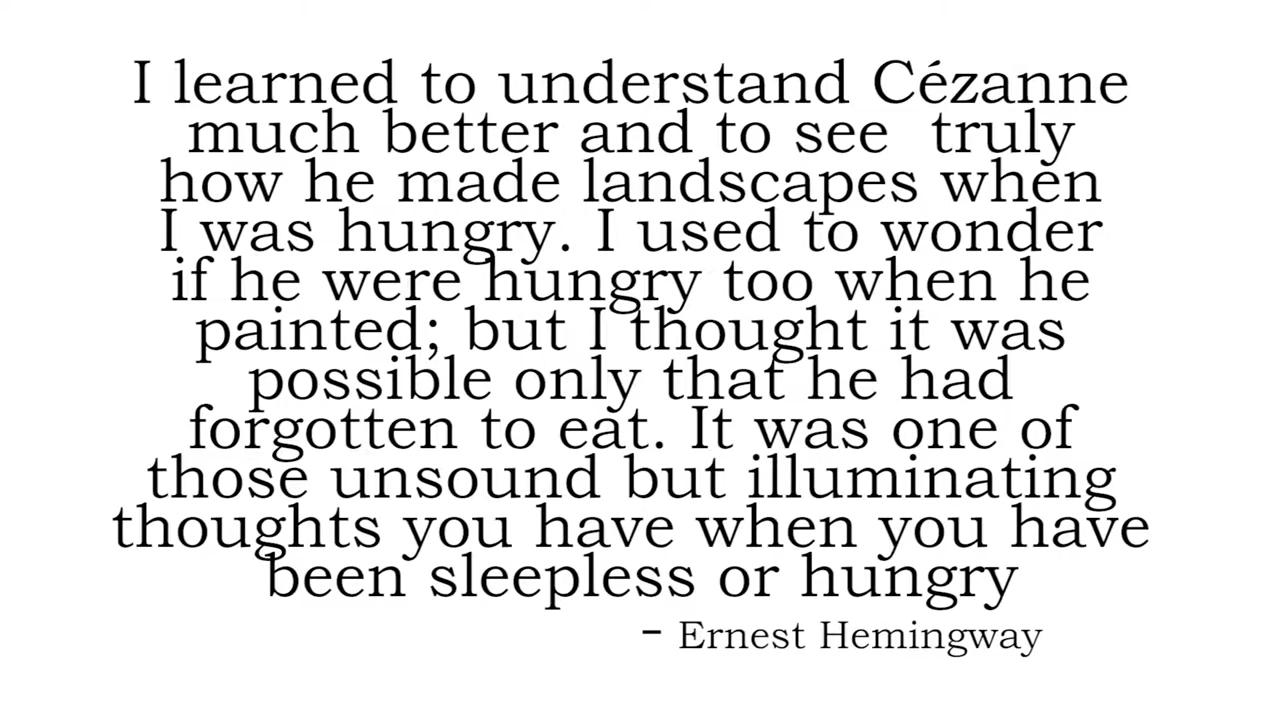 I learned to understand Cézanne
much better and to see  truly
how he made landscapes when
I was hungry. I used to wonder
if he were hungry too when he
painted; but I thought it was
possible only that he had
forgotten to eat. It was one of
those unsound but illuminating
thoughts you have when you have
been sleepless or hungry
- Ernest Hemingway